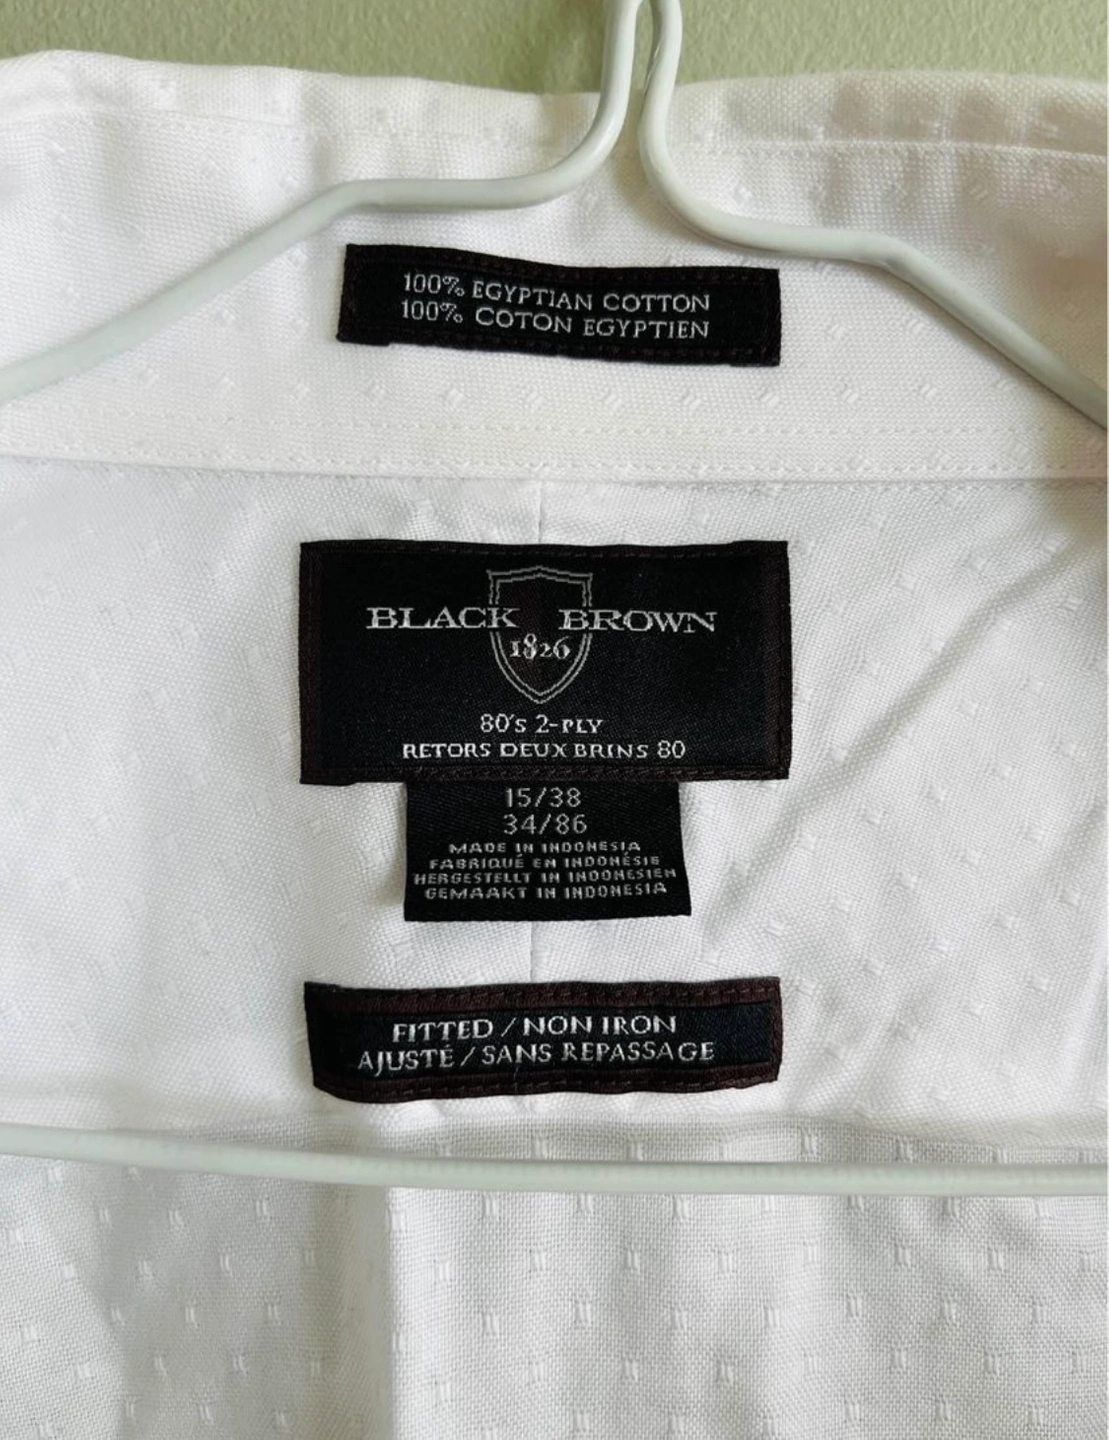 100% EGYPTIAN COTTON
100% COTON EGYPTIEN
BLACK BROWN
1826
80's 2-PLY
RETORS DEUX BRINS 80
15/38
34/86
MADE IN INDONESIA
FABRIQUÉ EN INDONÉSIE
HERGESTELLT IN INDONESIEN
GEMAAKT IN INDONESIA
FITTED / NON IRON
AJUSTÉ / SANS REPASSAGE